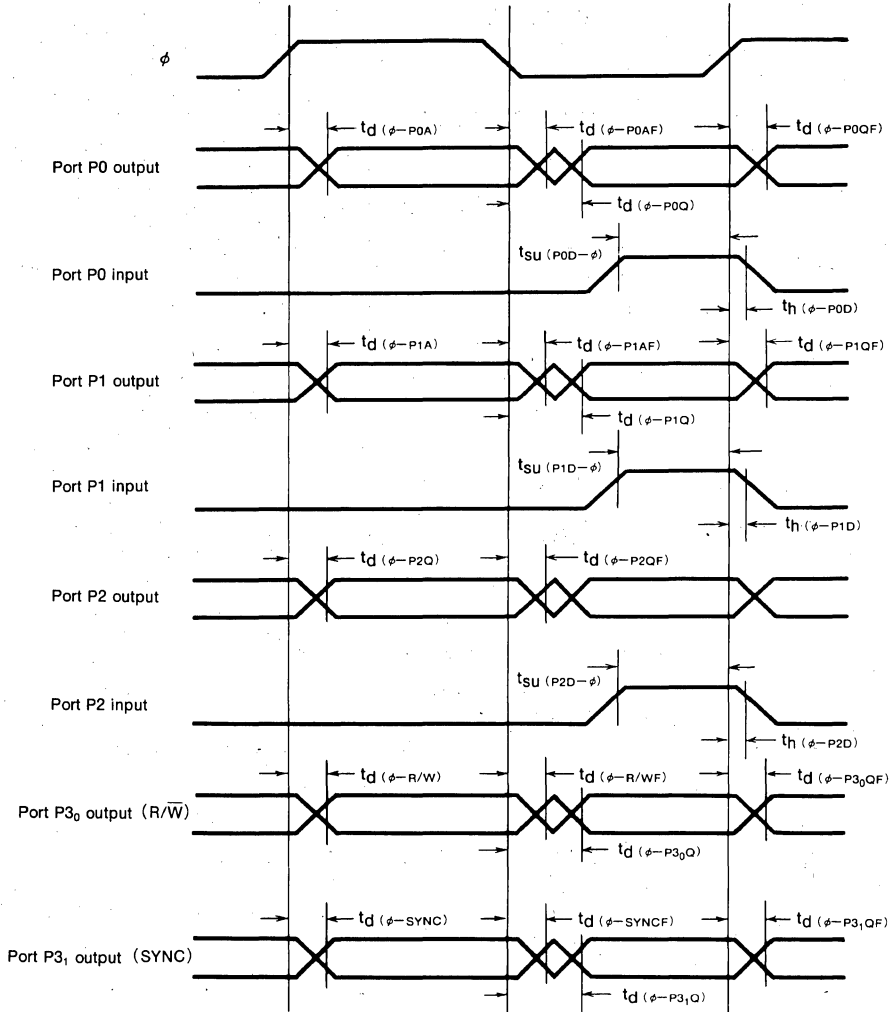 ϕ
td (ϕ–P0A) td (ϕ–P0AF) td (ϕ–P0QF)
Port P0 output
td (ϕ–P0Q)
tsu (P0D–ϕ)
Port P0 input
th (ϕ–P0D)
td (ϕ–P1A) td (ϕ–P1AF) td (ϕ–P1QF)
Port P1 output
td (ϕ–P1Q)
tsu (P1D–ϕ)
Port P1 input
th (ϕ–P1D)
td (ϕ–P2Q) td (ϕ–P2QF)
Port P2 output
tsu (P2D–ϕ)
Port P2 input
th (ϕ–P2D)
td (ϕ–R/W) td (ϕ–R/WF) td (ϕ–P3₀QF)
Port P3₀ output (R/W̅)
td (ϕ–P3₀Q)
td (ϕ–SYNC) td (ϕ–SYNCF) td (ϕ–P3₁QF)
Port P3₁ output (SYNC)
td (ϕ–P3₁Q)